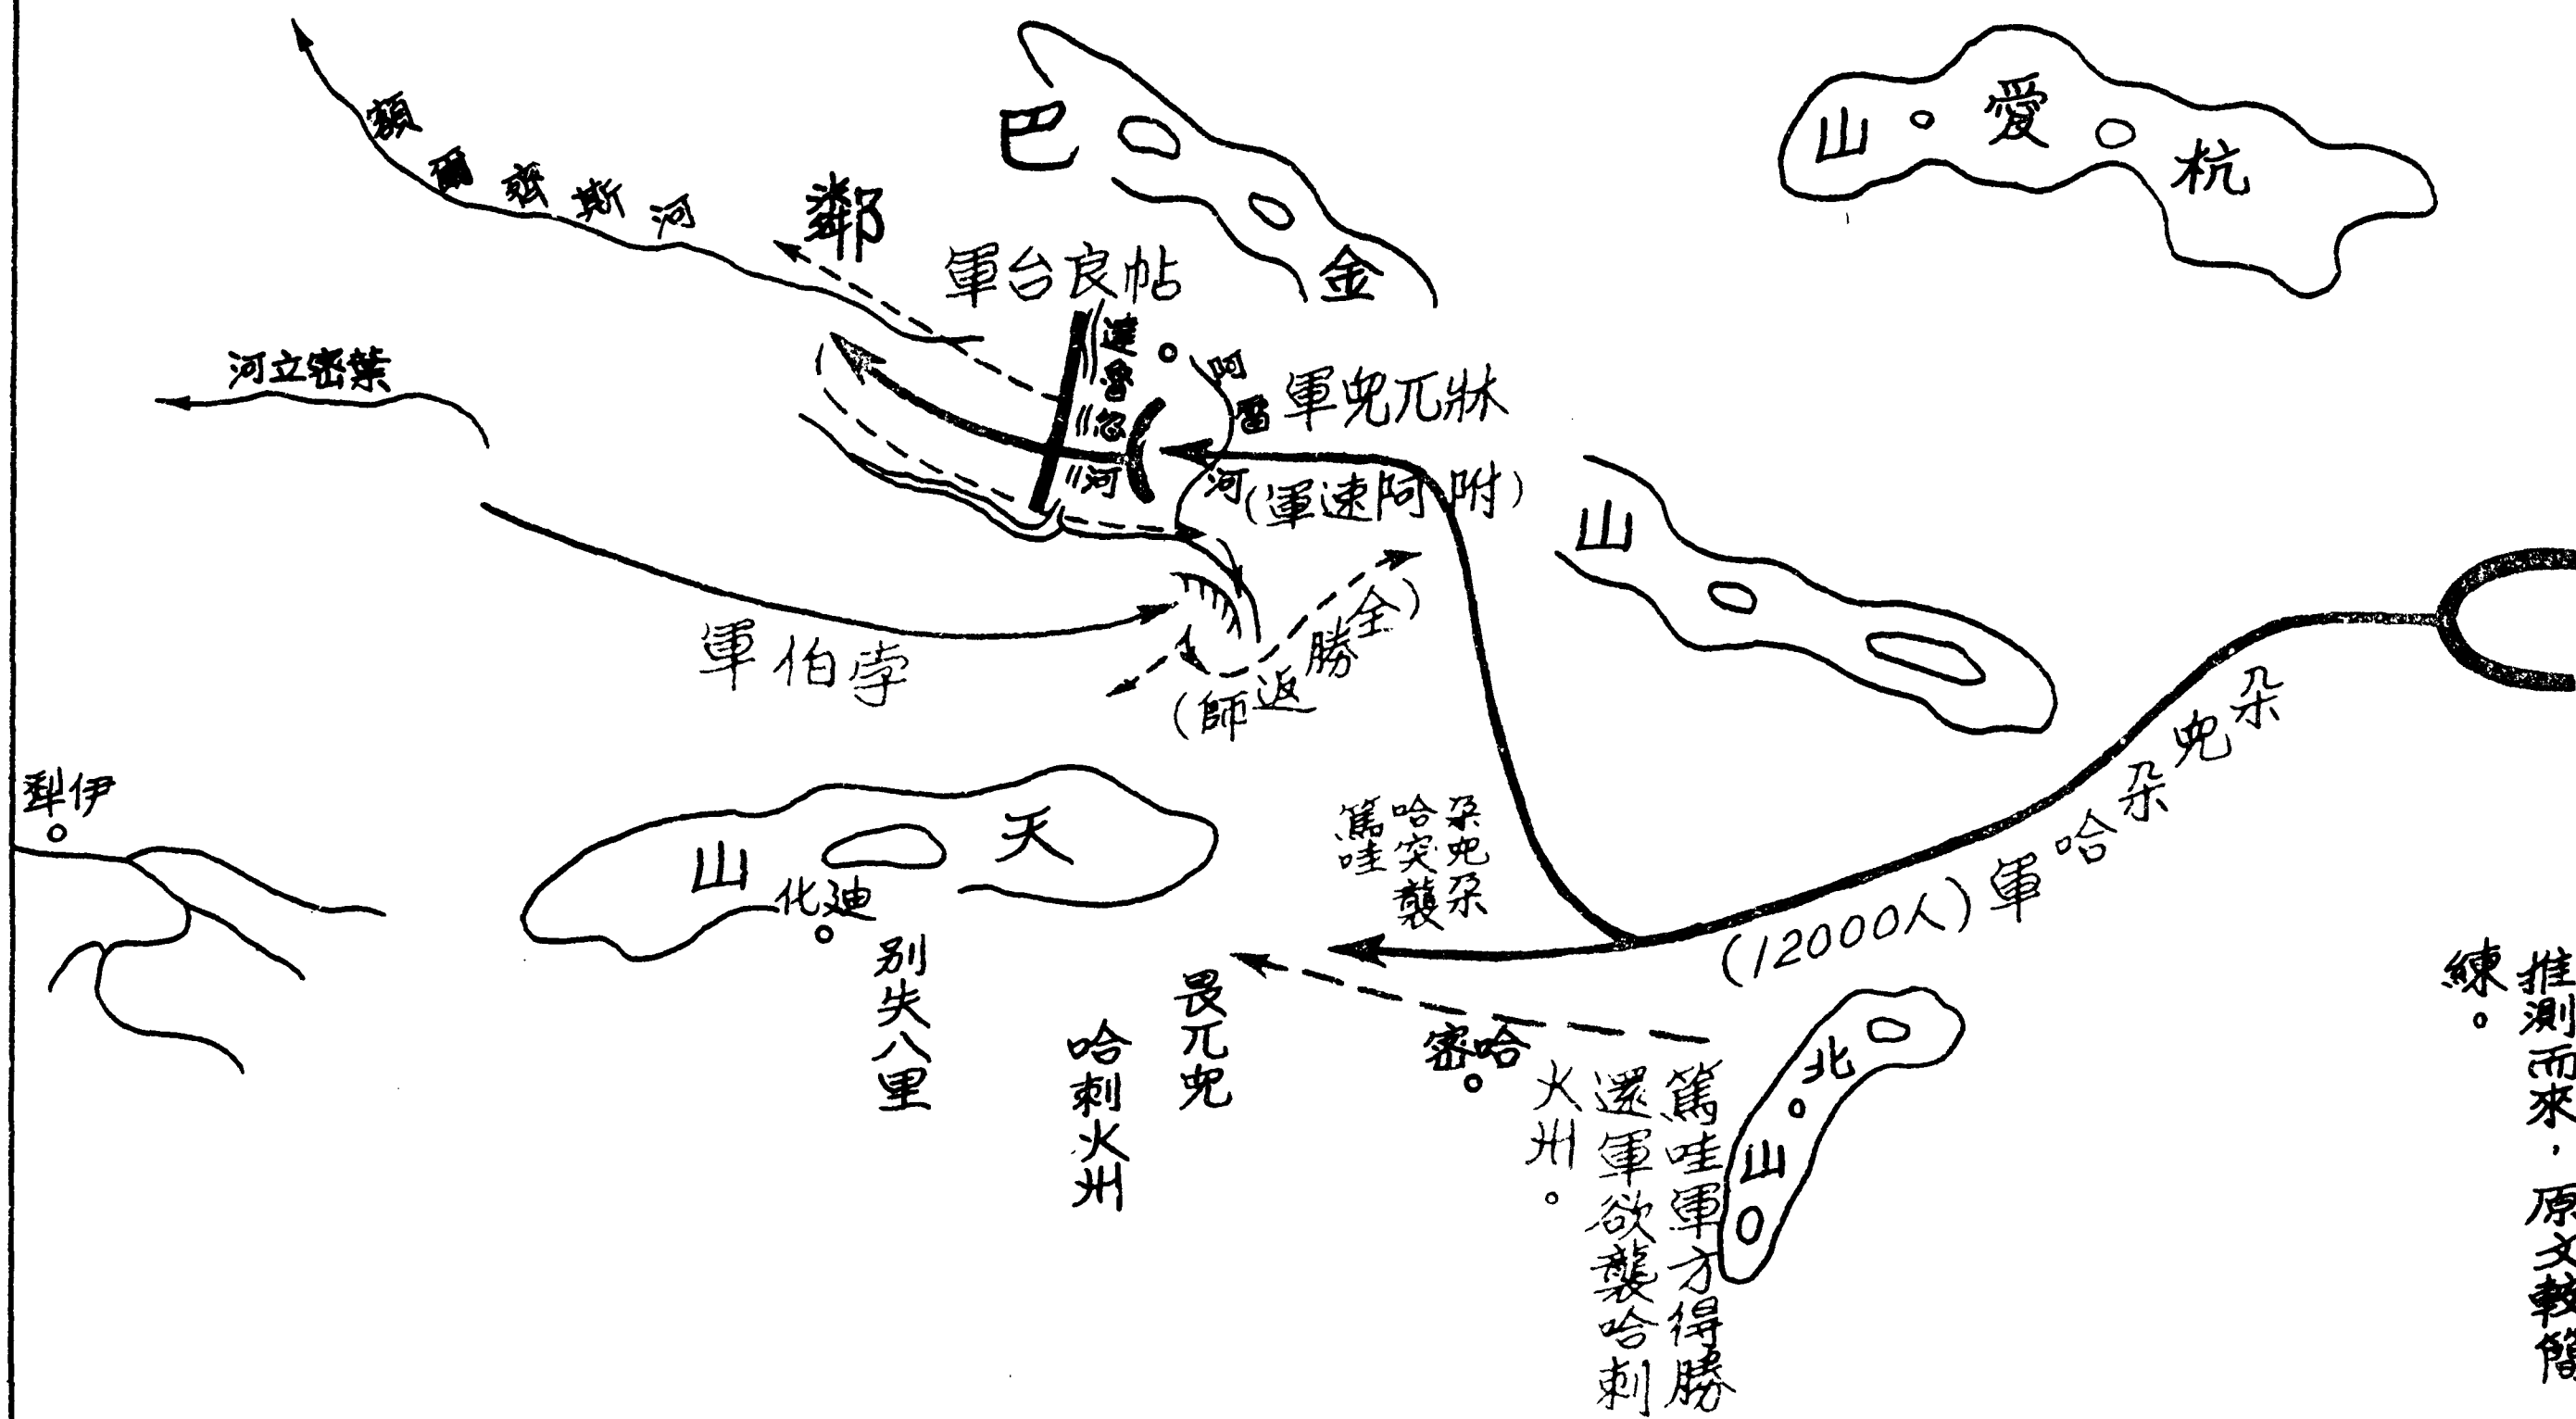 杭愛山
巴鄰
額爾齊斯河
金山
帖良台軍
達魯忽河
阿雷河
牀兀兒軍
(附阿速軍)
葉密立河
孛伯軍
(全勝返師)
朵兒朵哈軍(12000人)
朵兒朵
哈突襲
篤哇
伊犁
天山
迪化
別失八里
哈剌火州
畏兀兒
哈密
北山
篤哇軍方得勝
還軍欲襲哈剌
火州。
推測而來，原文較簡
練。